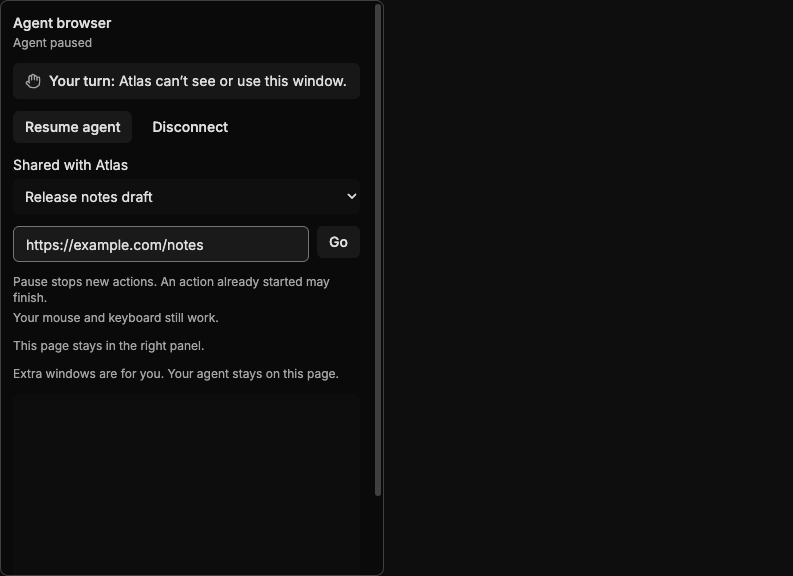 Agent browser
Agent paused
Your turn: Atlas can’t see or use this window.
Resume agent
Disconnect
Shared with Atlas
Release notes draft
https://example.com/notes
Go
Pause stops new actions. An action already started may
finish.
Your mouse and keyboard still work.
This page stays in the right panel.
Extra windows are for you. Your agent stays on this page.